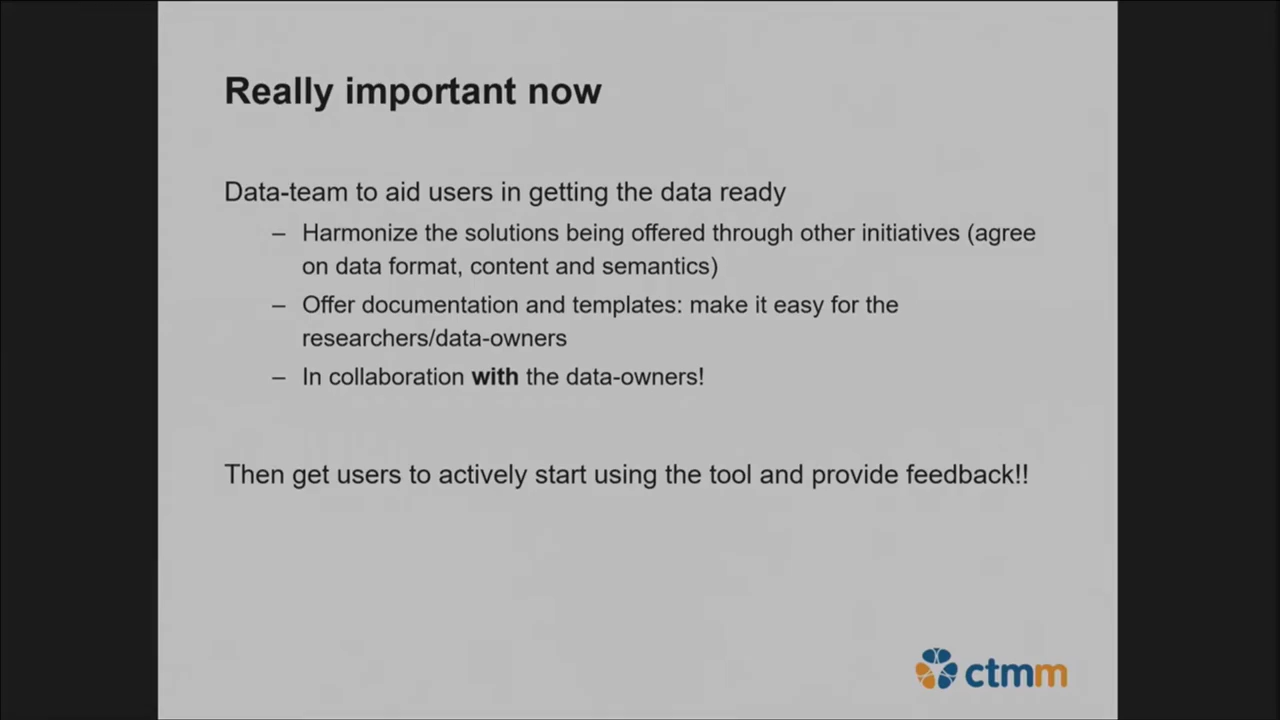 Really important now
Data-team to aid users in getting the data ready
– Harmonize the solutions being offered through other initiatives (agree
on data format, content and semantics)
– Offer documentation and templates: make it easy for the
researchers/data-owners
– In collaboration with the data-owners!
Then get users to actively start using the tool and provide feedback!!
ctmm